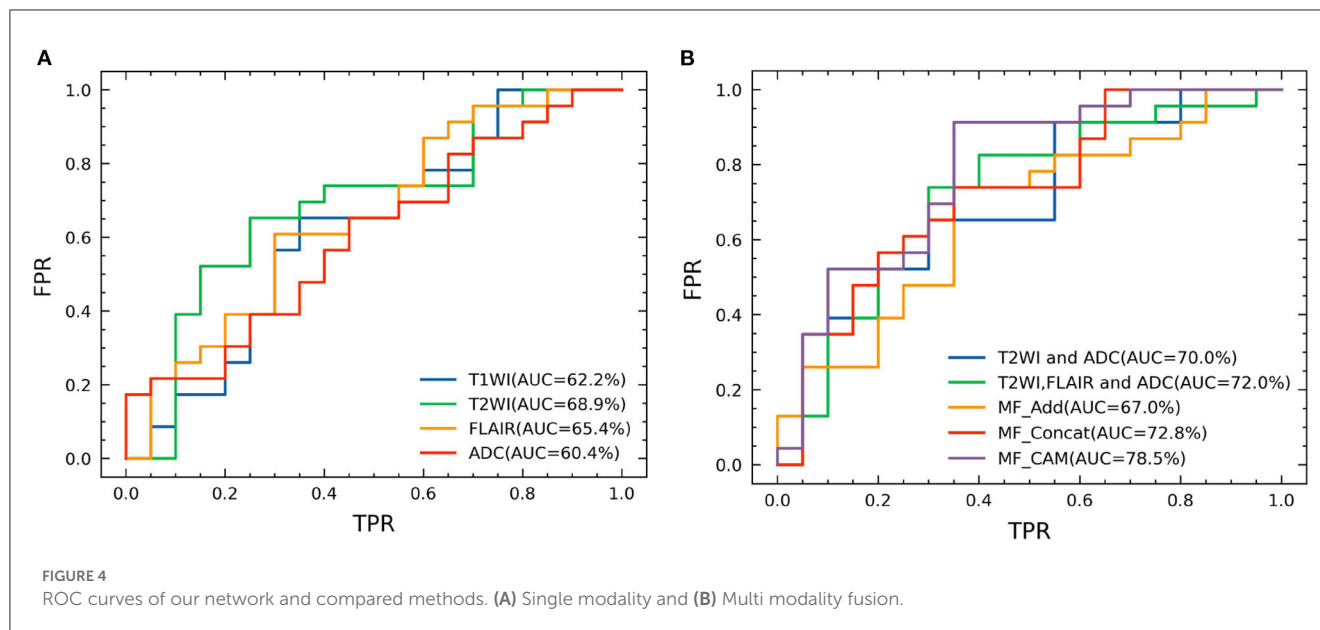 A
FPR
1.0
0.8
0.6
0.4
0.2
0.0
T1WI(AUC=62.2%)
T2WI(AUC=68.9%)
FLAIR(AUC=65.4%)
ADC(AUC=60.4%)
0.0 0.2 0.4 0.6 0.8 1.0
TPR
B
FPR
1.0
0.8
0.6
0.4
0.2
0.0
T2WI and ADC(AUC=70.0%)
T2WI,FLAIR and ADC(AUC=72.0%)
MF_Add(AUC=67.0%)
MF_Concat(AUC=72.8%)
MF_CAM(AUC=78.5%)
0.0 0.2 0.4 0.6 0.8 1.0
TPR
FIGURE 4
ROC curves of our network and compared methods. (A) Single modality and (B) Multi modality fusion.